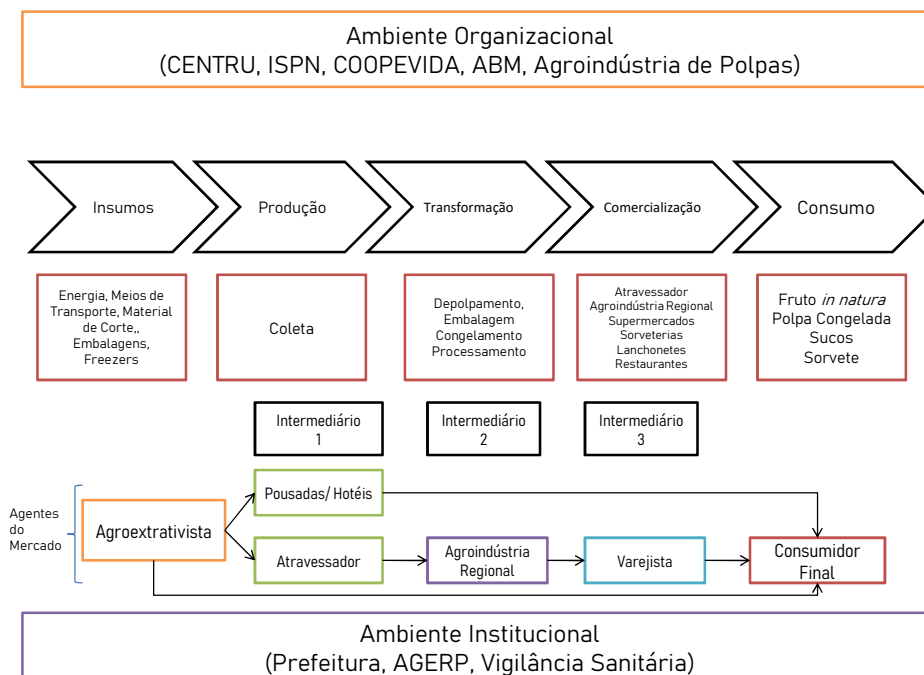 Ambiente Organizacional
(CENTRU, ISPN, COOPEVIDA, ABM, Agroindústria de Polpas)
Insumos
Produção
Transformação
Comercialização
Consumo
Energia, Meios de
Transporte, Material
de Corte,,
Embalagens,
Freezers
Coleta
Depolpamento,
Embalagem
Congelamento
Processamento
Atravessador
Agroindústria Regional
Supermercados
Sorveterias
Lanchonetes
Restaurantes
Fruto in natura
Polpa Congelada
Sucos
Sorvete
Intermediário
1
Intermediário
2
Intermediário
3
Agentes
do
Mercado
Agroextrativista
Pousadas/ Hotéis
Atravessador
Agroindústria
Regional
Varejista
Consumidor
Final
Ambiente Institucional
(Prefeitura, AGERP, Vigilância Sanitária)